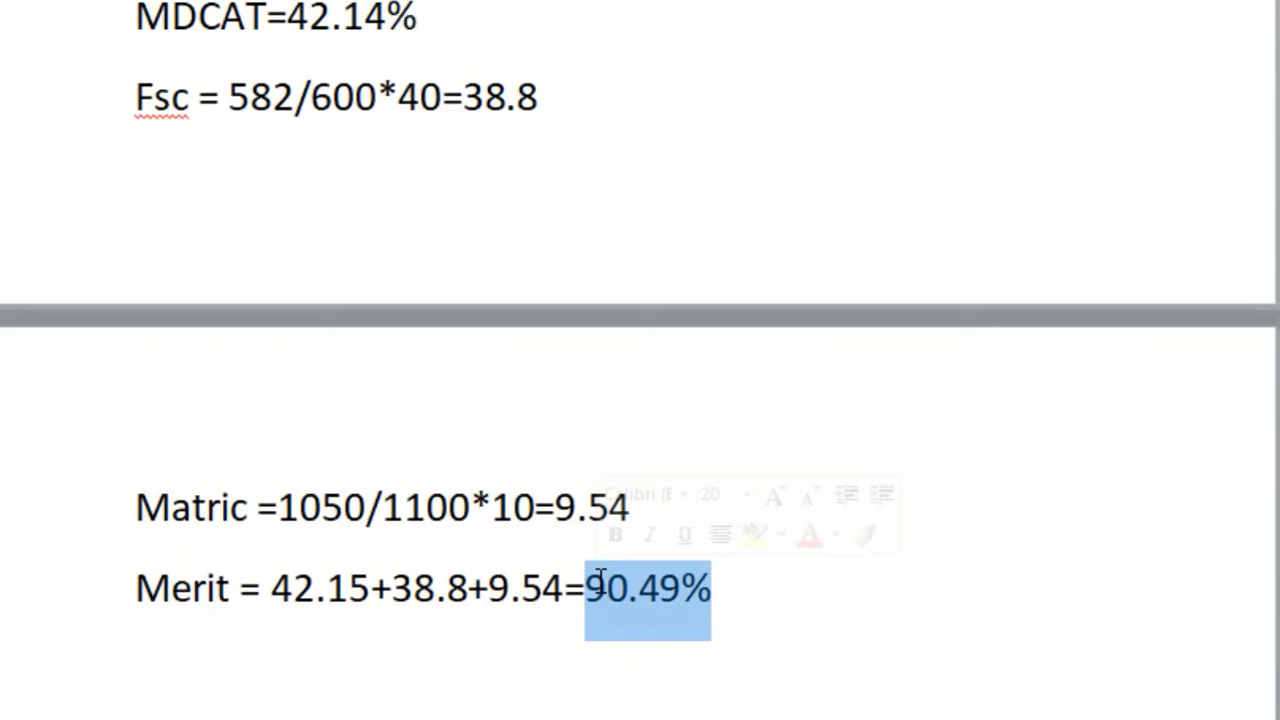 MDCAT=42.14%
Fsc = 582/600*40=38.8
Matric =1050/1100*10=9.54
20
B I U
Merit = 42.15+38.8+9.54=90.49%